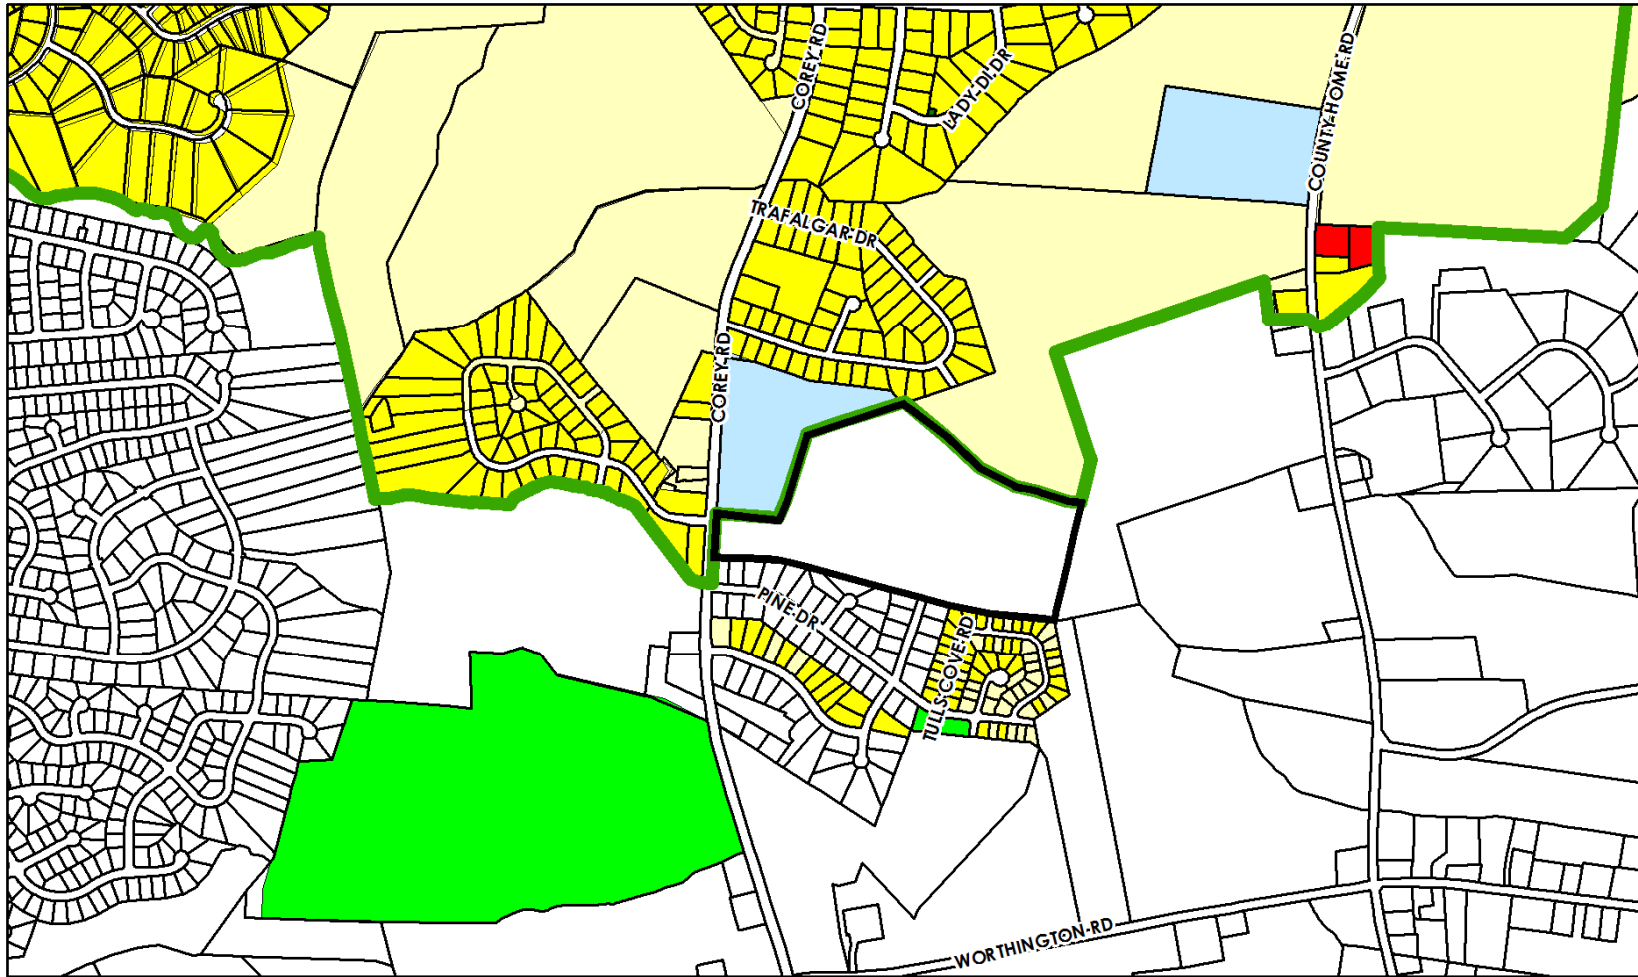 COREY RD
LADY DI DR
COUNTY HOME RD
TRAFALGAR DR
COREY RD
PINE DR
TULLS COVE RD
WORTHINGTON RD